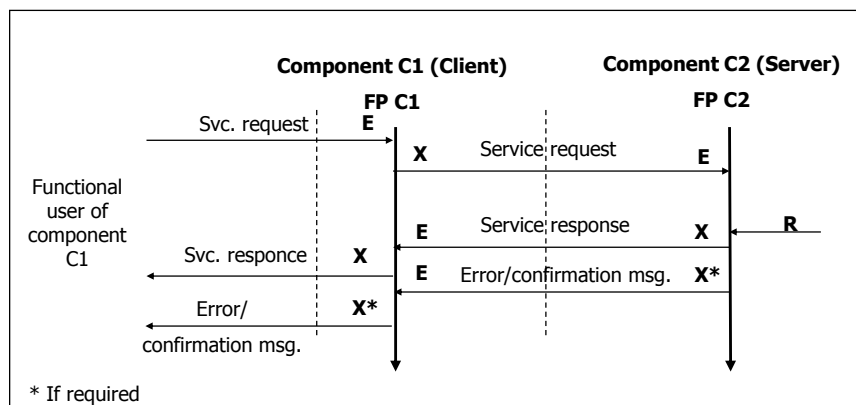 Component C1 (Client)
Component C2 (Server)
FP C1
FP C2
Svc. request
E
X
Service request
E
Functional
user of
component
C1
E
Service response
X
R
Svc. responce
X
E
Error/confirmation msg.
X*
Error/
confirmation msg.
X*
* If required